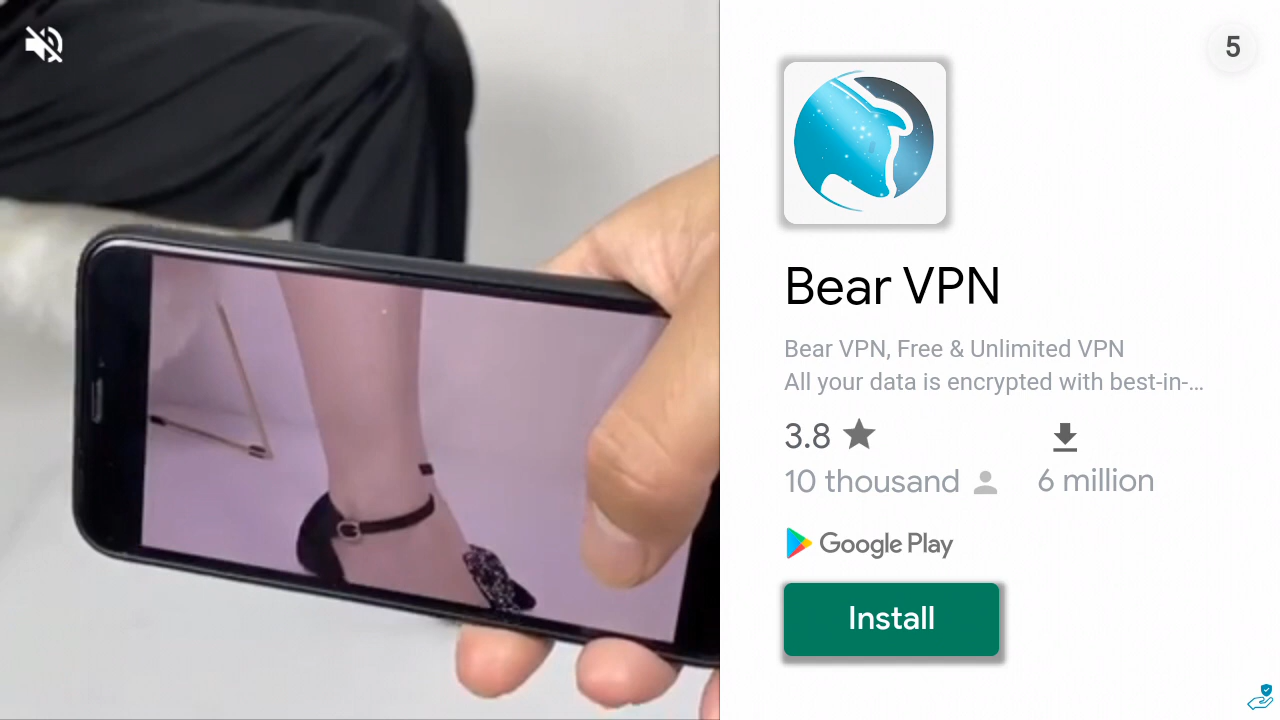 5
Bear VPN
Bear VPN, Free & Unlimited VPN
All your data is encrypted with best-in-...
3.8
10 thousand
6 million
Google Play
Install